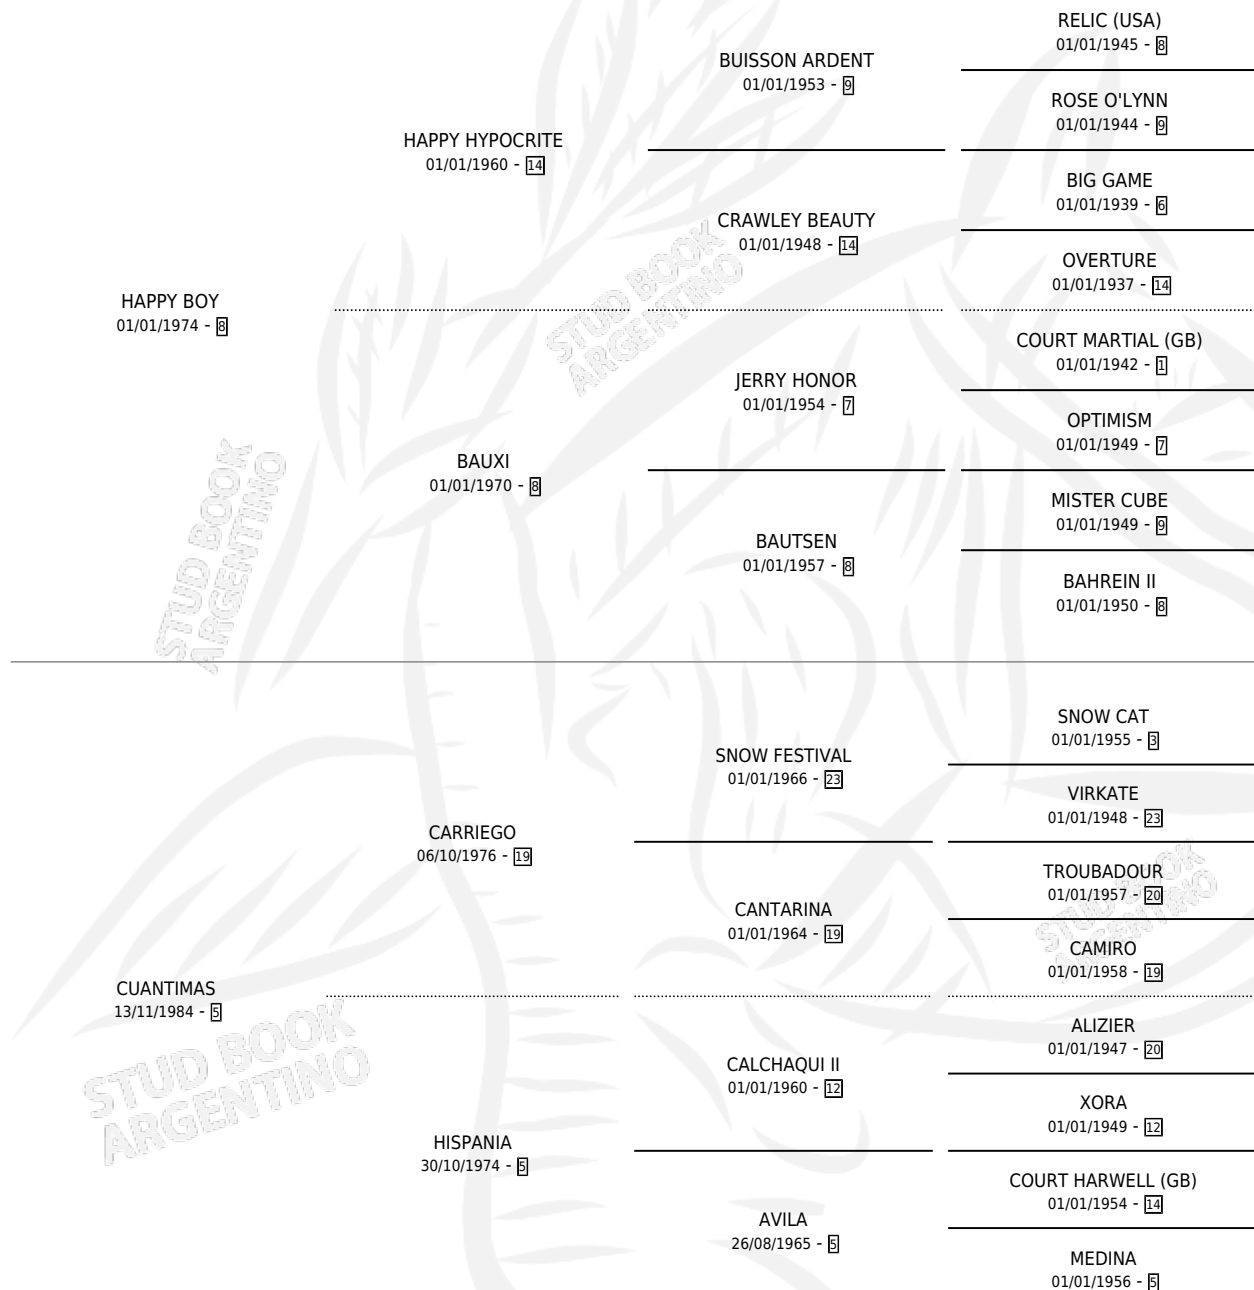 RELIC (USA)
01/01/1945 - 8
BUISSON ARDENT
01/01/1953 - 9
ROSE O'LYNN
01/01/1944 - 9
HAPPY HYPOCRITE
01/01/1960 - 14
BIG GAME
01/01/1939 - 6
CRAWLEY BEAUTY
01/01/1948 - 14
OVERTURE
01/01/1937 - 14
HAPPY BOY
01/01/1974 - 8
COURT MARTIAL (GB)
01/01/1942 - 1
JERRY HONOR
01/01/1954 - 7
OPTIMISM
01/01/1949 - 7
BAUXI
01/01/1970 - 8
MISTER CUBE
01/01/1949 - 9
BAUTSEN
01/01/1957 - 8
BAHREIN II
01/01/1950 - 8
SNOW CAT
01/01/1955 - 3
SNOW FESTIVAL
01/01/1966 - 23
VIRKATE
01/01/1948 - 23
CARRIEGO
06/10/1976 - 19
TROUBADOUR
01/01/1957 - 20
CANTARINA
01/01/1964 - 19
CAMIRO
01/01/1958 - 19
CUANTIMAS
13/11/1984 - 5
ALIZIER
01/01/1947 - 20
CALCHAQUI II
01/01/1960 - 12
XORA
01/01/1949 - 12
HISPANIA
30/10/1974 - 5
COURT HARWELL (GB)
01/01/1954 - 14
AVILA
26/08/1965 - 5
MEDINA
01/01/1956 - 5
STUD BOOK
ARGENTINO
STUD BOOK
ARGENTINO
STUD BOOK
ARGENTINO
STUD BOOK
ARGENTINO